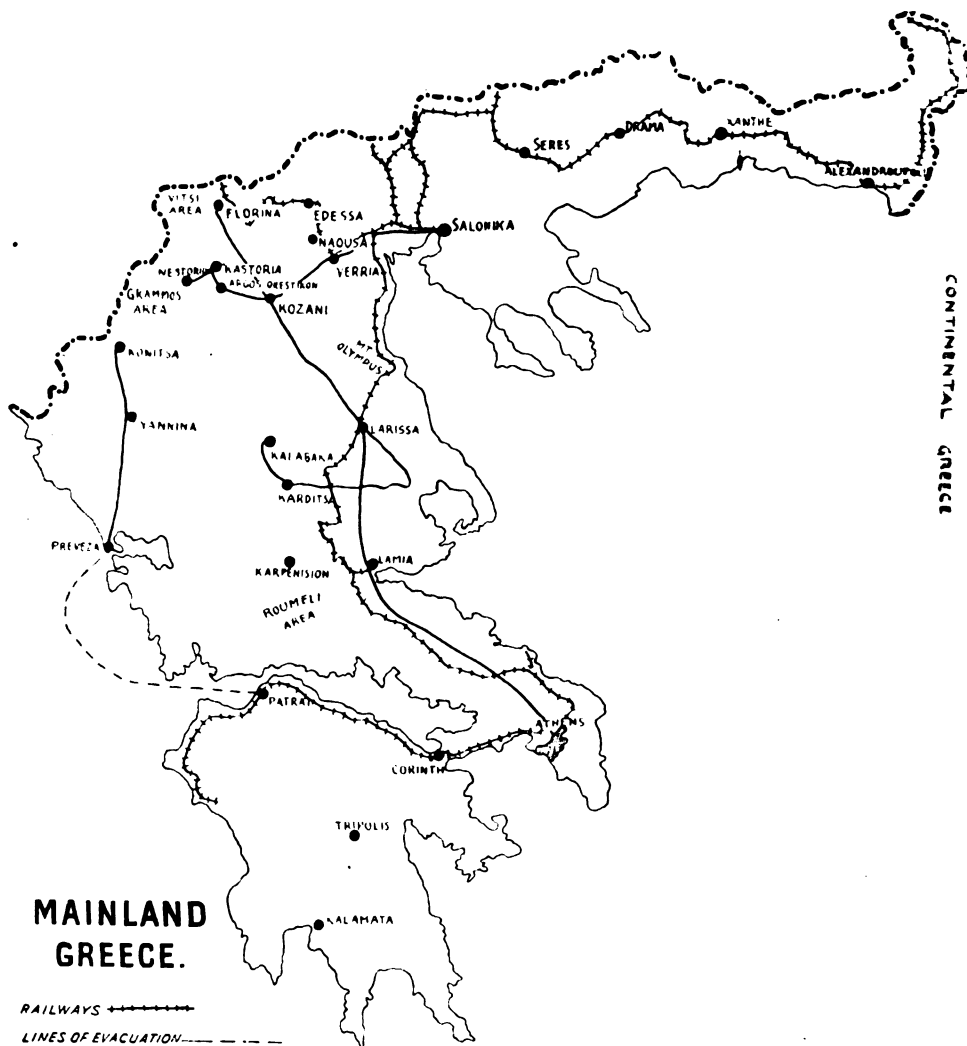 SERES
DRAMA
XANTHE
ALEXANDROUPOLI
VITSI
AREA
FLORINA
EDESSA
NAOUSA
SALONIKA
VERRIA
NESTORIO
KASTORIA
ARGOS ORESTIKON
GRAMMOS
AREA
KOZANI
KONITSA
MT
OLYMPUS
YANNINA
LARISSA
KALABAKA
KARDITSA
PREVEZA
LAMIA
KARPENISION
ROUMELI
AREA
PATRAI
ATHENS
CORINTH
TRIPOLIS
KALAMATA
CONTINENTAL GREECE
MAINLAND
GREECE.
RAILWAYS
LINES OF EVACUATION